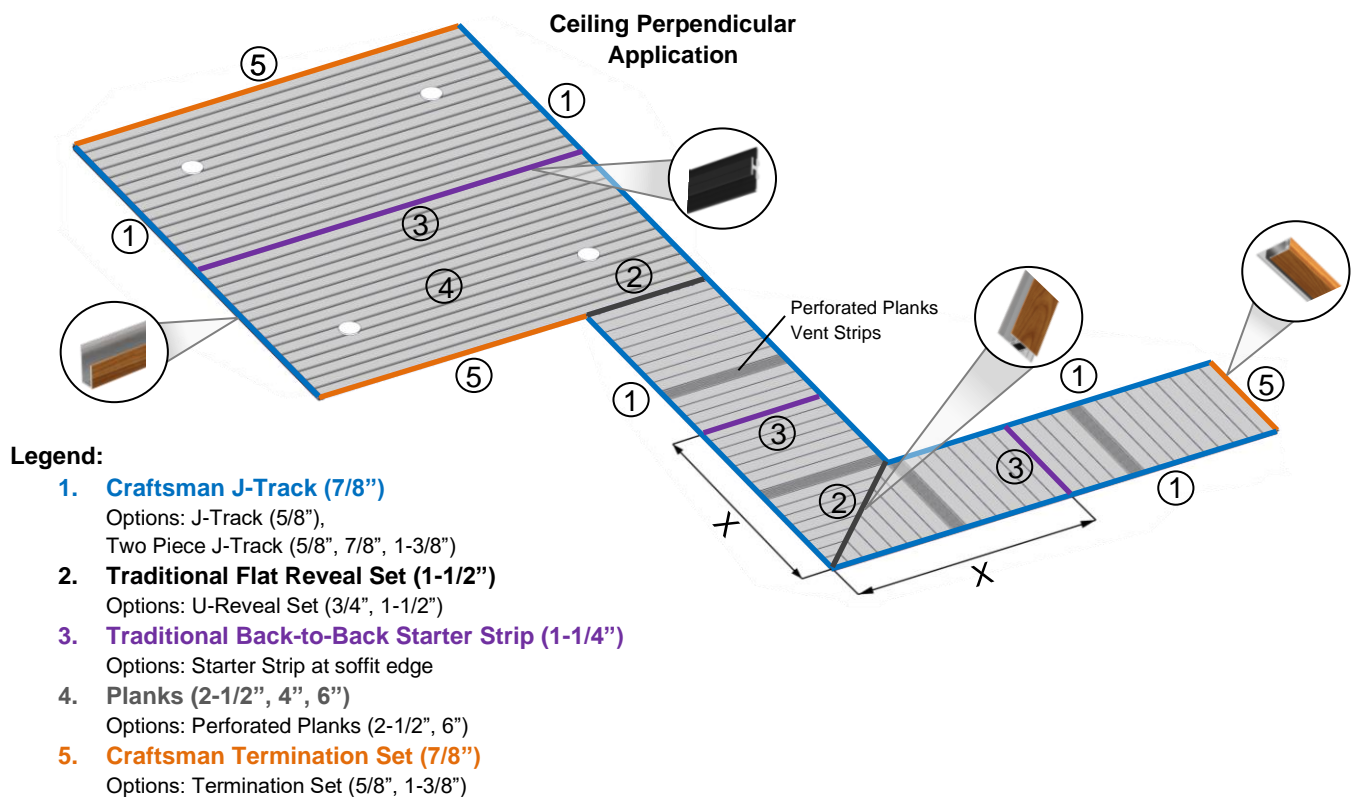 Ceiling Perpendicular
Application
5
1
1
3
4
2
5
Perforated Planks
Vent Strips
1
3
2
1
3
5
1
X
X
Legend:
1. Craftsman J-Track (7/8”)
Options: J-Track (5/8”),
Two Piece J-Track (5/8”, 7/8”, 1-3/8”)
2. Traditional Flat Reveal Set (1-1/2”)
Options: U-Reveal Set (3/4”, 1-1/2”)
3. Traditional Back-to-Back Starter Strip (1-1/4”)
Options: Starter Strip at soffit edge
4. Planks (2-1/2”, 4”, 6”)
Options: Perforated Planks (2-1/2”, 6”)
5. Craftsman Termination Set (7/8”)
Options: Termination Set (5/8”, 1-3/8”)